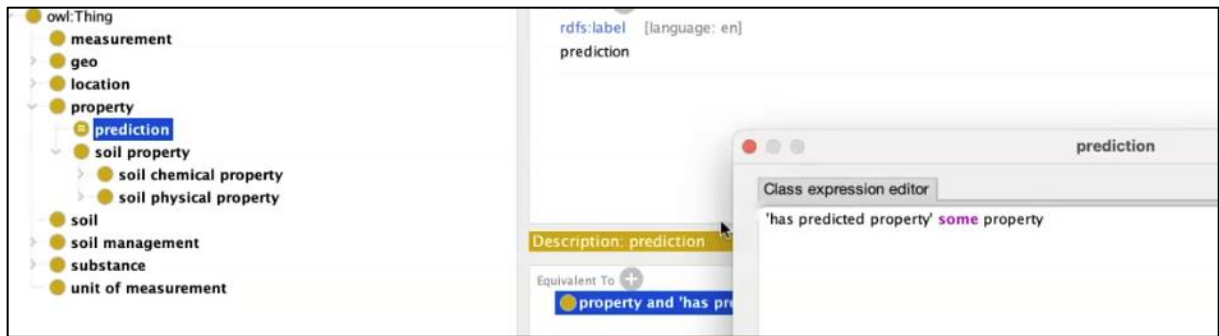 owl:Thing
measurement
geo
location
property
prediction
soil property
soil chemical property
soil physical property
soil
soil management
substance
unit of measurement
rdfs:label [language: en]
prediction
Description: prediction
Equivalent To
property and 'has
prediction
Class expression editor
'has predicted property' some property